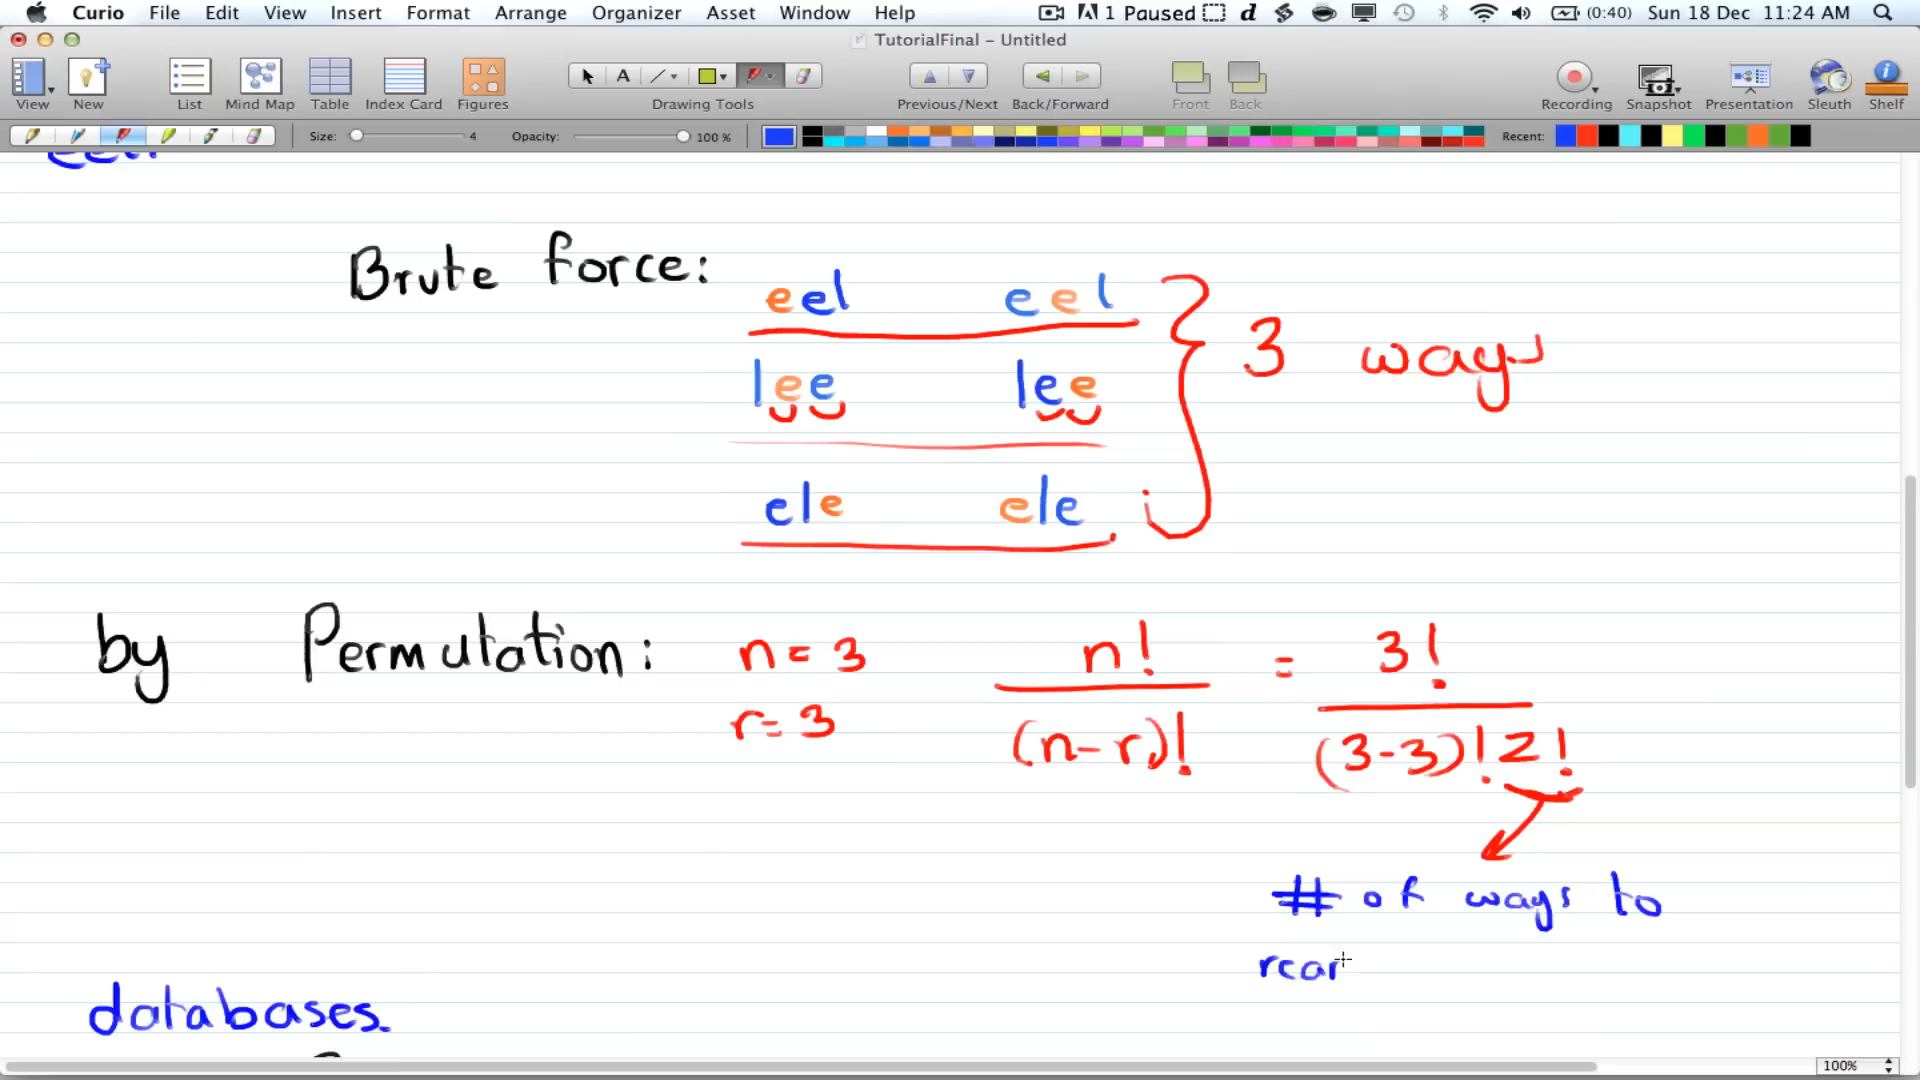 Curio File Edit View Insert Format Arrange Organizer Asset Window Help 1 Paused (0:40) Sun 18 Dec 11:24 AM
TutorialFinal – Untitled
View New List Mind Map Table Index Card Figures Drawing Tools Previous/Next Back/Forward Front Back Recording Snapshot Presentation Sleuth Shelf
Size: 4 Opacity: 100 % Recent:
Brute force:
eel eel
lee lee
3 ways
ele ele
by Permutation: n = 3 n! = 3!
r = 3 (n-r)! (3-3)!2!
# of ways to
rear
databases.
100%